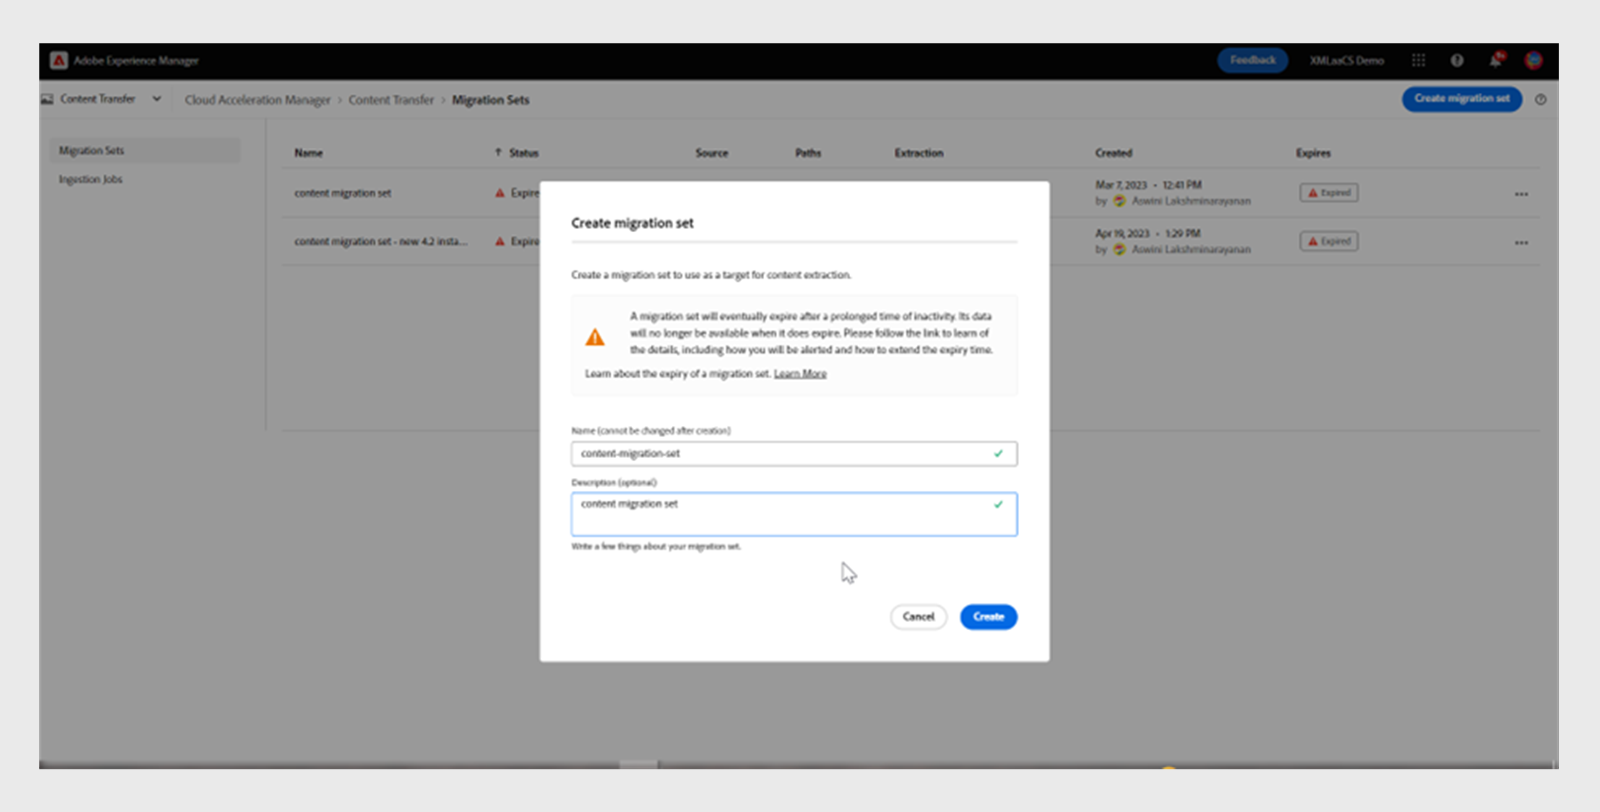 Adobe Experience Manager
Feedback
XMLaaCS Demo
Content Transfer
Cloud Acceleration Manager > Content Transfer > Migration Sets
Create migration set
Migration Sets
Ingestion Jobs
Name ↑ Status Source Paths Extraction Created Expires
content migration set Expire Mar 7, 2023 - 12:41 PM Expired
by Aswini Lakshminarayanan
content migration set - new 4.2 insta... Expire Apr 19, 2023 - 1:29 PM Expired
by Aswini Lakshminarayanan
Create migration set
Create a migration set to use as a target for content extraction.
A migration set will eventually expire after a prolonged time of inactivity. Its data
will no longer be available when it does expire. Please follow the link to learn of
the details, including how you will be alerted and how to extend the expiry time.
Learn about the expiry of a migration set. Learn More
Name (cannot be changed after creation)
content-migration-set
Description (optional)
content migration set
Write a few things about your migration set.
Cancel
Create